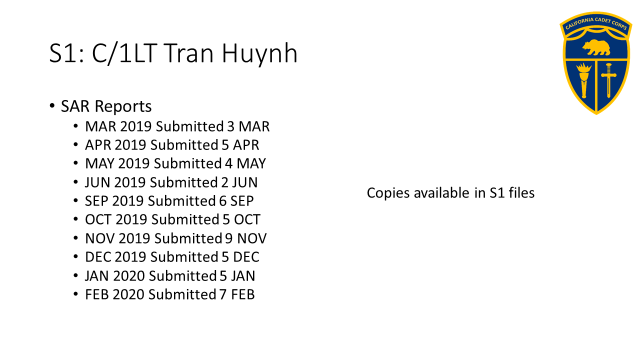 S1: C/1LT Tran Huynh
CALIFORNIA CADET CORPS
• SAR Reports
• MAR 2019 Submitted 3 MAR
• APR 2019 Submitted 5 APR
• MAY 2019 Submitted 4 MAY
• JUN 2019 Submitted 2 JUN
• SEP 2019 Submitted 6 SEP
• OCT 2019 Submitted 5 OCT
• NOV 2019 Submitted 9 NOV
• DEC 2019 Submitted 5 DEC
• JAN 2020 Submitted 5 JAN
• FEB 2020 Submitted 7 FEB
Copies available in S1 files